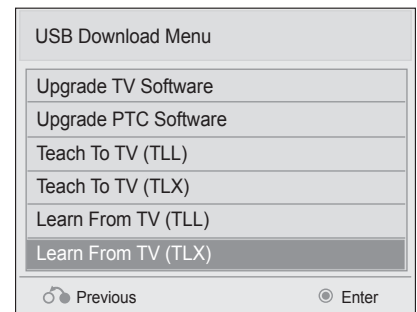 USB Download Menu
Upgrade TV Software
Upgrade PTC Software
Teach To TV (TLL)
Teach To TV (TLX)
Learn From TV (TLL)
Learn From TV (TLX)
Previous Enter